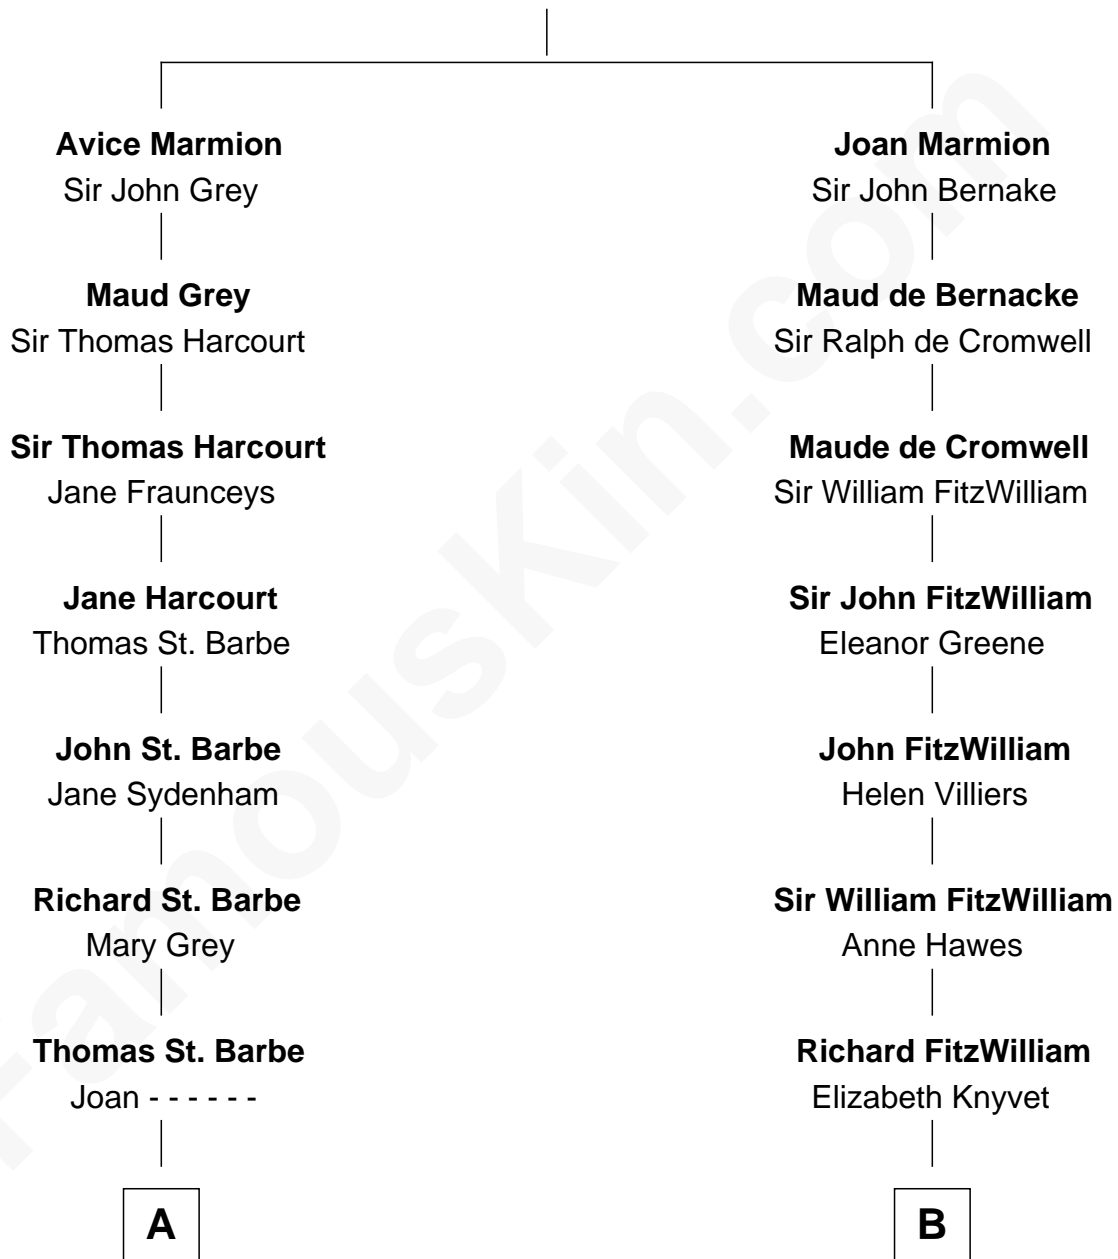 Avice Marmion
Sir John Grey
Maud Grey
Sir Thomas Harcourt
Sir Thomas Harcourt
Jane Fraunceys
Jane Harcourt
Thomas St. Barbe
John St. Barbe
Jane Sydenham
Richard St. Barbe
Mary Grey
Thomas St. Barbe
Joan - - - - - -
A
Joan Marmion
Sir John Bernake
Maud de Bernacke
Sir Ralph de Cromwell
Maude de Cromwell
Sir William FitzWilliam
Sir John FitzWilliam
Eleanor Greene
John FitzWilliam
Helen Villiers
Sir William FitzWilliam
Anne Hawes
Richard FitzWilliam
Elizabeth Knyvet
B
FamousKin.com